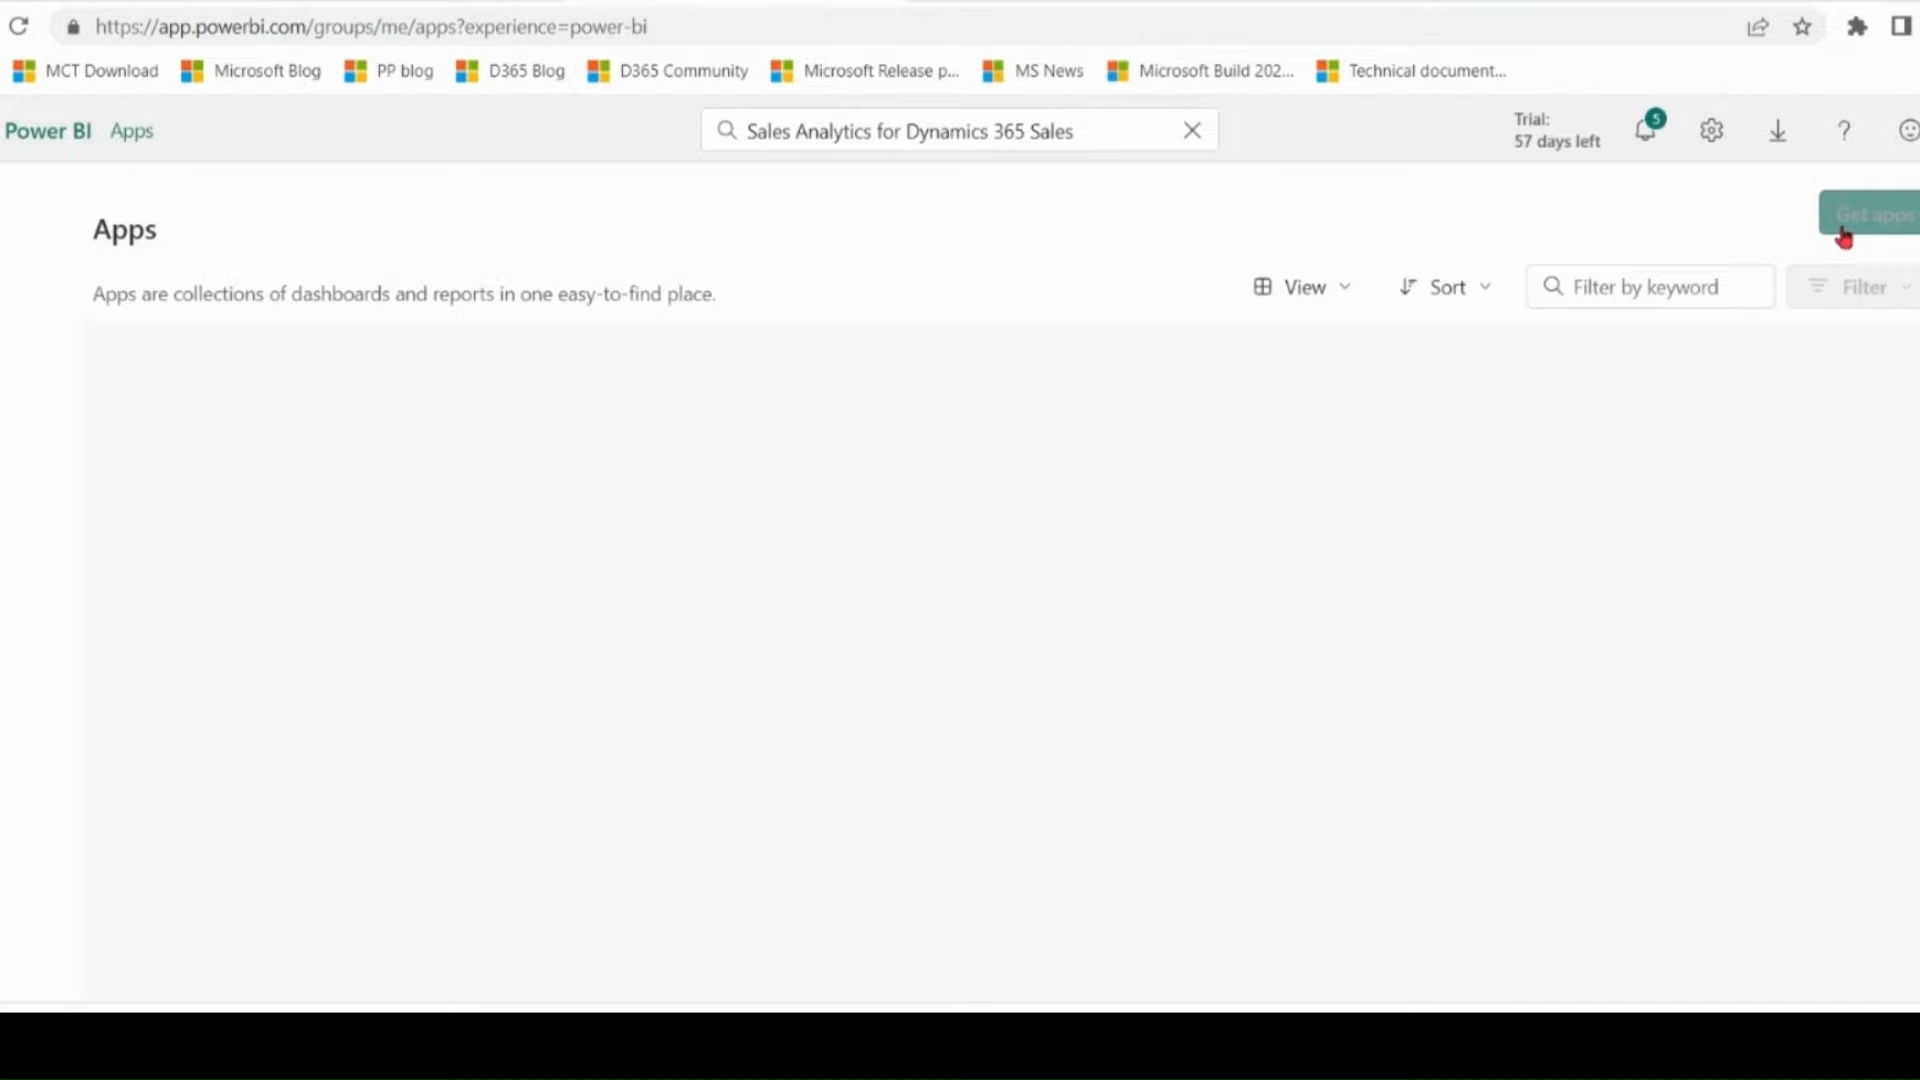 https://app.powerbi.com/groups/me/apps?experience=power-bi
MCT Download Microsoft Blog PP blog D365 Blog D365 Community Microsoft Release p... MS News Microsoft Build 202... Technical document...
Power BI Apps Sales Analytics for Dynamics 365 Sales Trial: 57 days left 5 ?
Get apps
Apps
Apps are collections of dashboards and reports in one easy-to-find place. View Sort Filter by keyword Filter